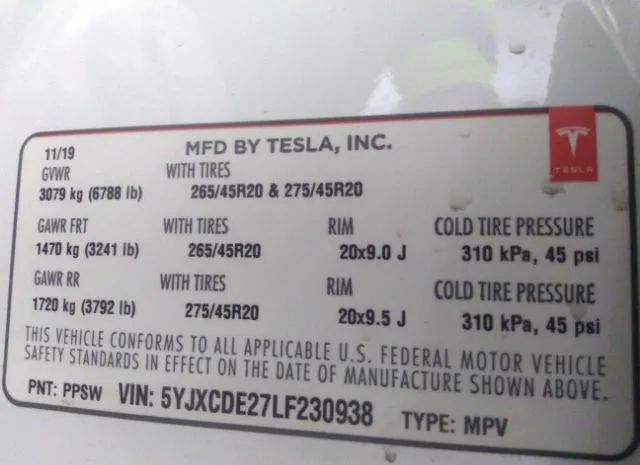 11/19 MFD BY TESLA, INC.
GVWR WITH TIRES
3079 kg (6788 lb) 265/45R20 & 275/45R20
TESLA
GAWR FRT WITH TIRES RIM COLD TIRE PRESSURE
1470 kg (3241 lb) 265/45R20 20x9.0 J 310 kPa, 45 psi
GAWR RR WITH TIRES RIM COLD TIRE PRESSURE
1720 kg (3792 lb) 275/45R20 20x9.5 J 310 kPa, 45 psi
THIS VEHICLE CONFORMS TO ALL APPLICABLE U.S. FEDERAL MOTOR VEHICLE
SAFETY STANDARDS IN EFFECT ON THE DATE OF MANUFACTURE SHOWN ABOVE.
PNT: PPSW VIN: 5YJXCDE27LF230938 TYPE: MPV